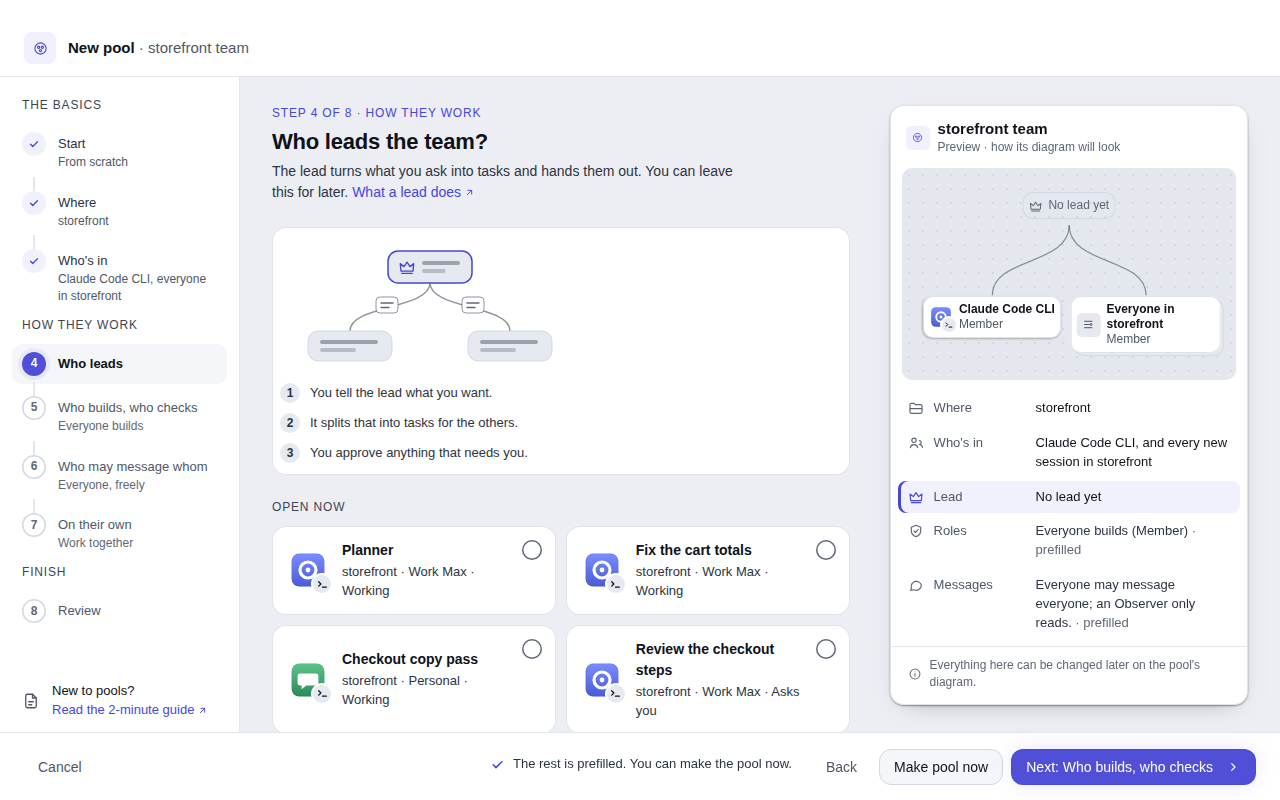 New pool · storefront team
THE BASICS
Start
From scratch
Where
storefront
Who's in
Claude Code CLI, everyone
in storefront
HOW THEY WORK
4
Who leads
5
Who builds, who checks
Everyone builds
6
Who may message whom
Everyone, freely
7
On their own
Work together
FINISH
8
Review
New to pools?
Read the 2-minute guide
STEP 4 OF 8 · HOW THEY WORK
Who leads the team?
The lead turns what you ask into tasks and hands them out. You can leave
this for later. What a lead does
1 You tell the lead what you want.
2 It splits that into tasks for the others.
3 You approve anything that needs you.
OPEN NOW
Planner
storefront · Work Max ·
Working
Fix the cart totals
storefront · Work Max ·
Working
Checkout copy pass
storefront · Personal ·
Working
Review the checkout
steps
storefront · Work Max · Asks
you
storefront team
Preview · how its diagram will look
No lead yet
Claude Code CLI
Member
Everyone in
storefront
Member
Where storefront
Who's in Claude Code CLI, and every new
session in storefront
Lead No lead yet
Roles Everyone builds (Member) ·
prefilled
Messages Everyone may message
everyone; an Observer only
reads. · prefilled
Everything here can be changed later on the pool's
diagram.
Cancel
The rest is prefilled. You can make the pool now.
Back
Make pool now
Next: Who builds, who checks